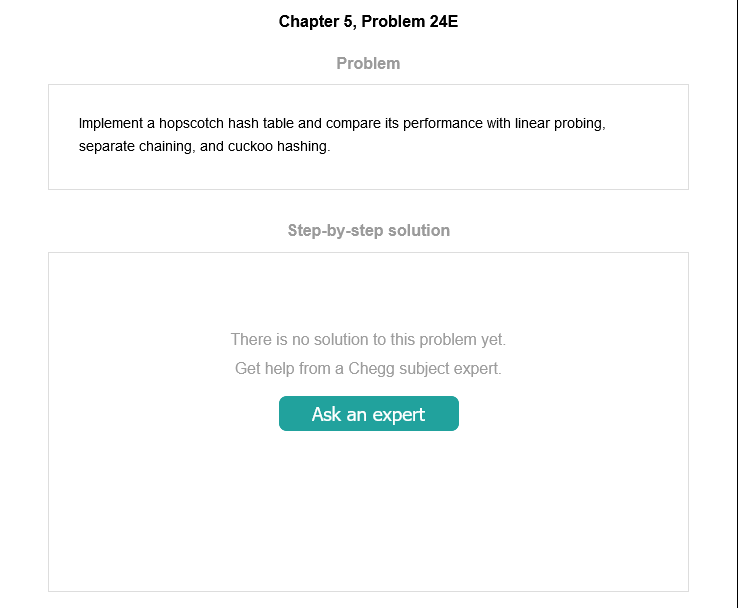 Chapter 5, Problem 24E
Problem
Implement a hopscotch hash table and compare its performance with linear probing,
separate chaining, and cuckoo hashing.
Step-by-step solution
There is no solution to this problem yet.
Get help from a Chegg subject expert.
Ask an expert